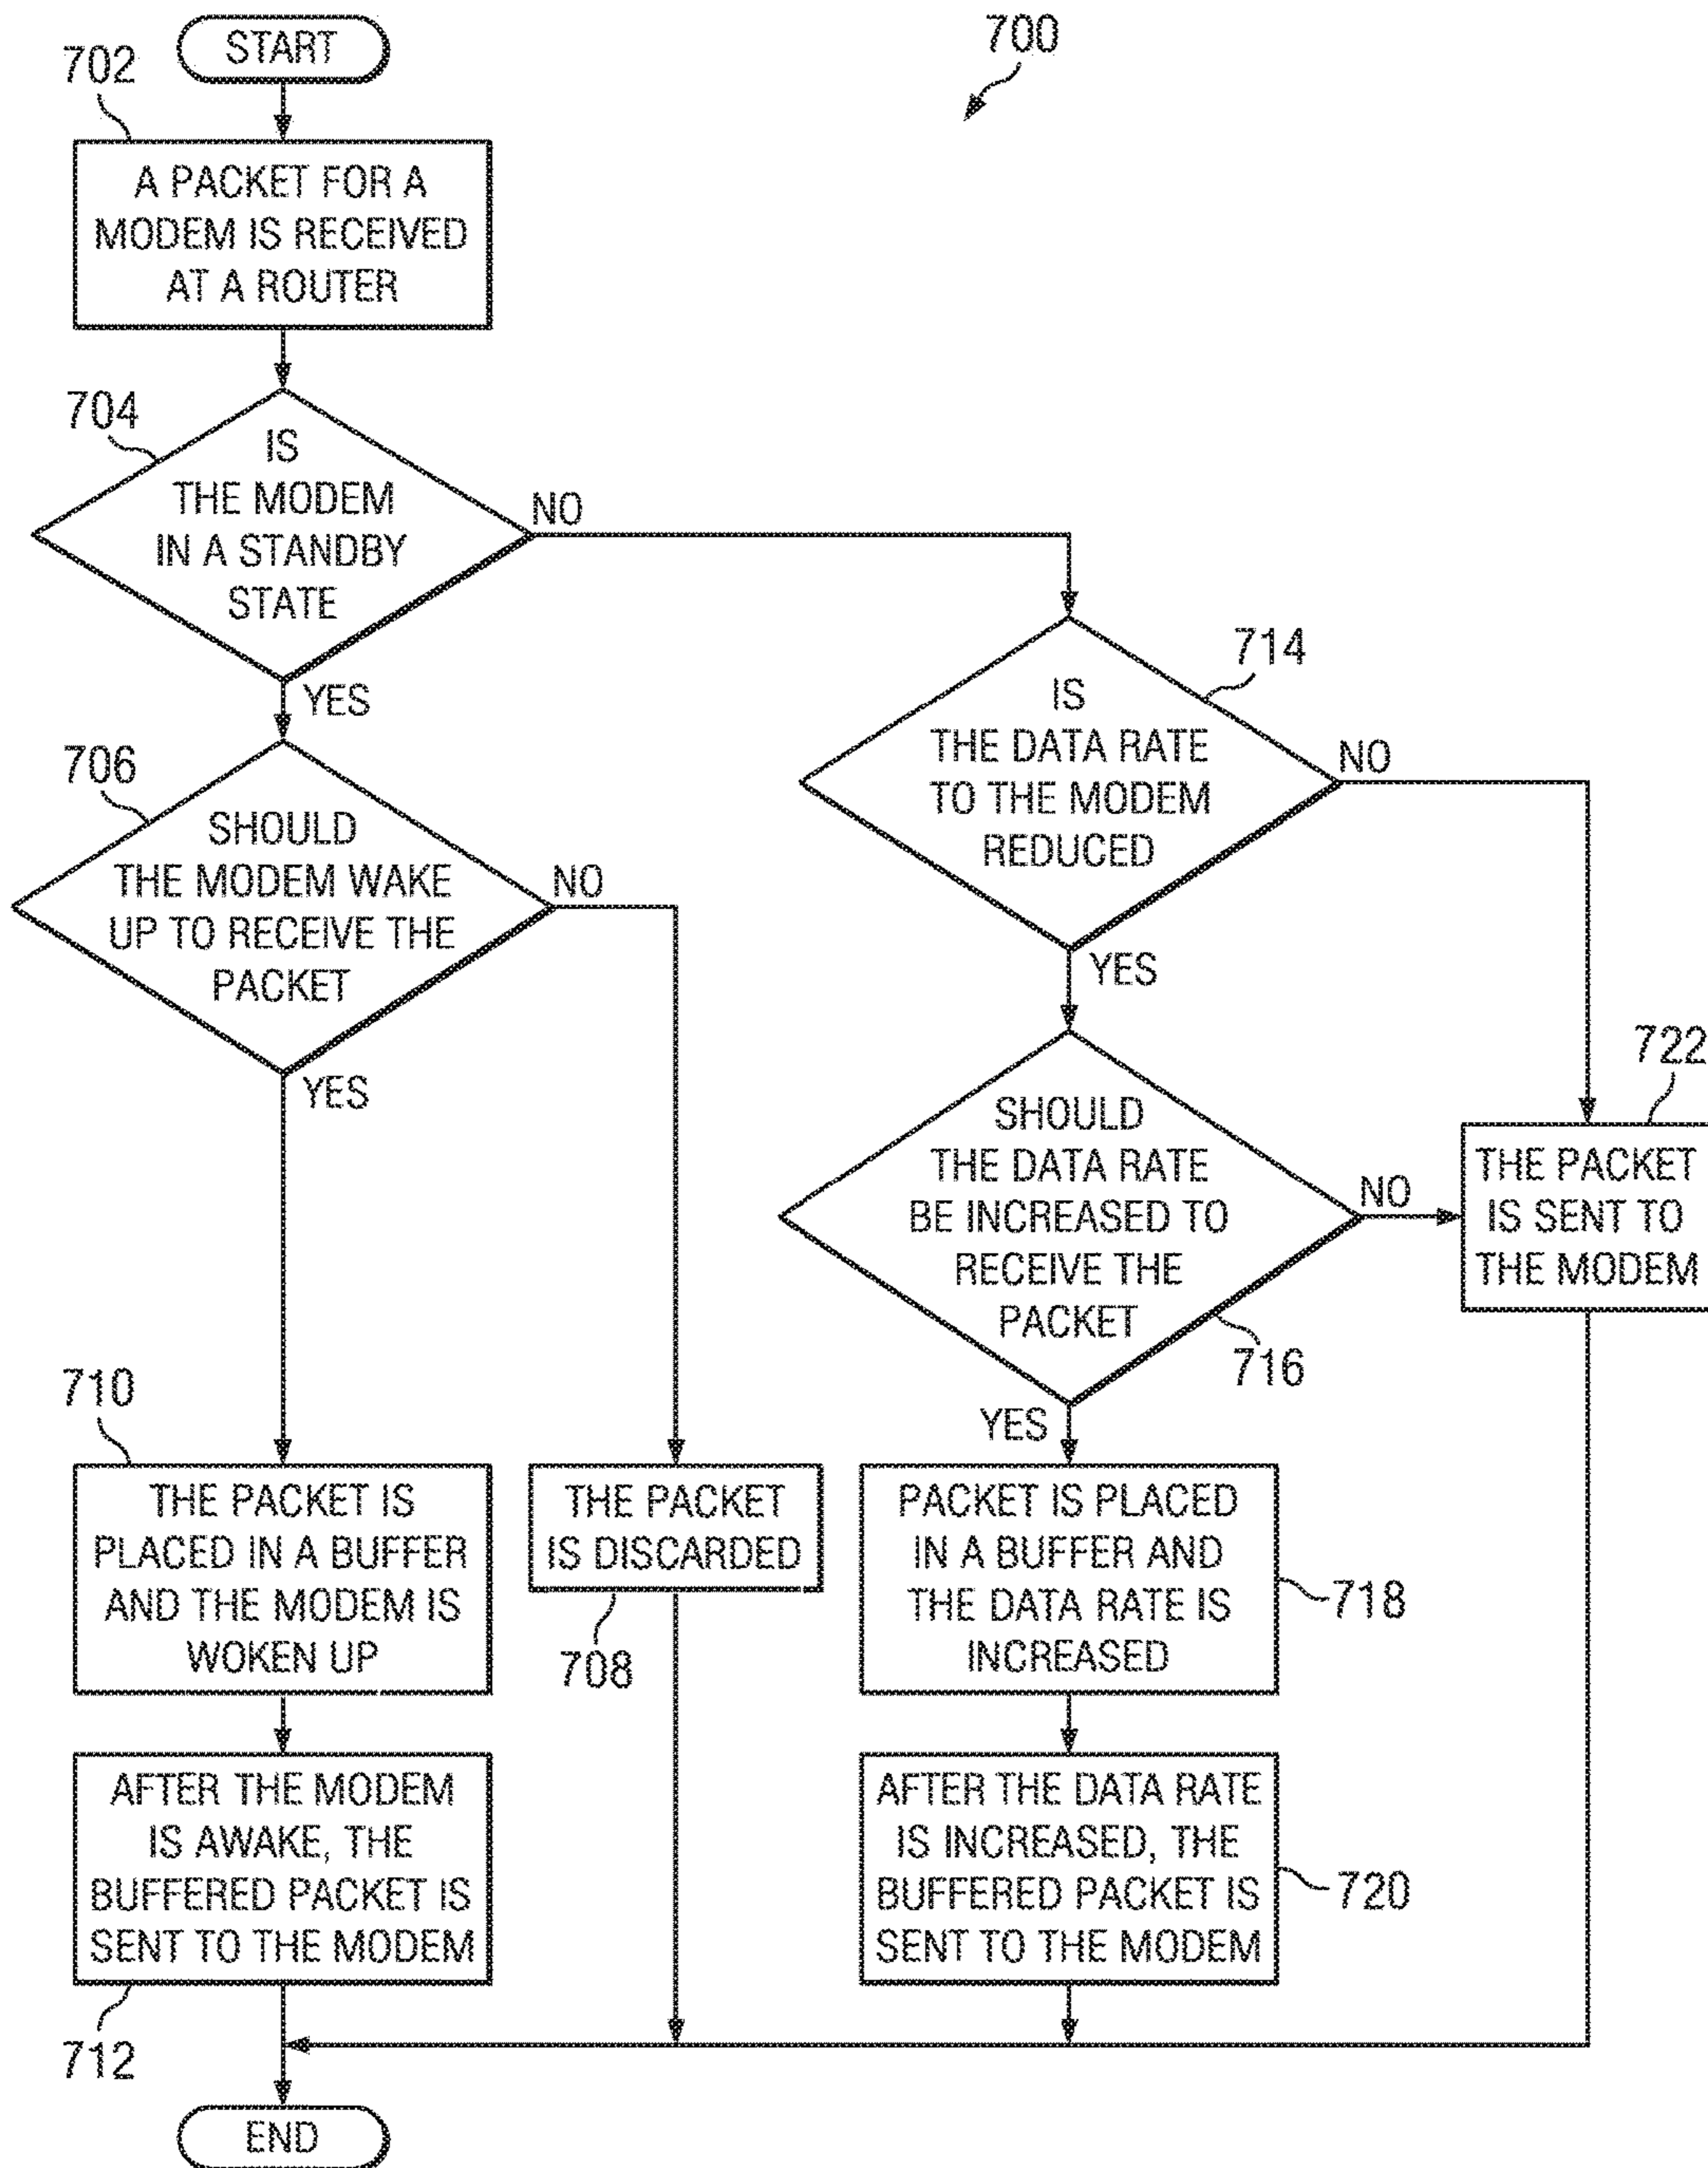 START
700
702
A PACKET FOR A
MODEM IS RECEIVED
AT A ROUTER
704
IS
THE MODEM
IN A STANDBY
STATE
NO
YES
714
IS
THE DATA RATE
TO THE MODEM
REDUCED
NO
YES
706
SHOULD
THE MODEM WAKE
UP TO RECEIVE THE
PACKET
NO
YES
722
THE PACKET
IS SENT TO
THE MODEM
SHOULD
THE DATA RATE
BE INCREASED TO
RECEIVE THE
PACKET
NO
716
YES
710
THE PACKET IS
PLACED IN A BUFFER
AND THE MODEM IS
WOKEN UP
THE PACKET
IS DISCARDED
708
PACKET IS PLACED
IN A BUFFER AND
THE DATA RATE IS
INCREASED
718
AFTER THE MODEM
IS AWAKE, THE
BUFFERED PACKET IS
SENT TO THE MODEM
712
AFTER THE DATA RATE
IS INCREASED, THE
BUFFERED PACKET IS
SENT TO THE MODEM
720
END